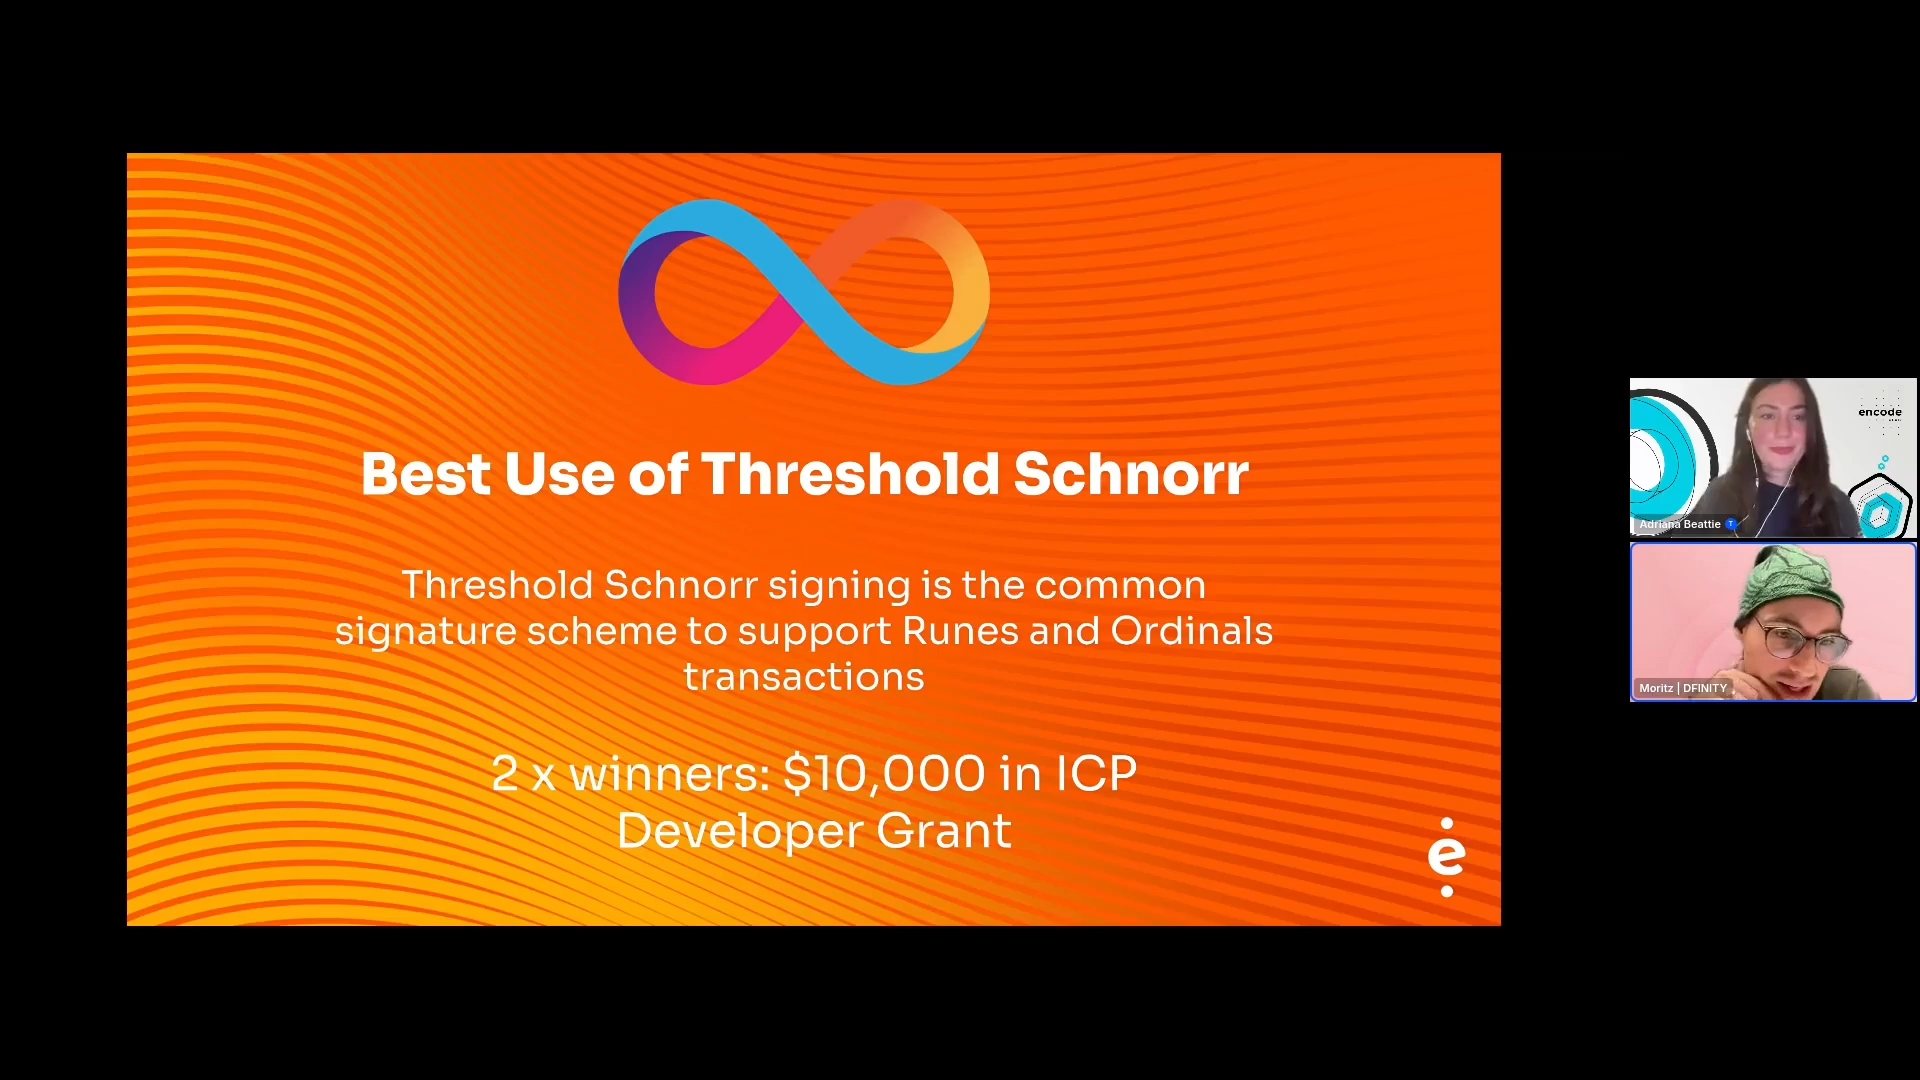 Best Use of Threshold Schnorr
Threshold Schnorr signing is the common
signature scheme to support Runes and Ordinals
transactions
2 x winners: $10,000 in ICP
Developer Grant
e
encode
Adriana Beattie
T
Moritz | DFINITY